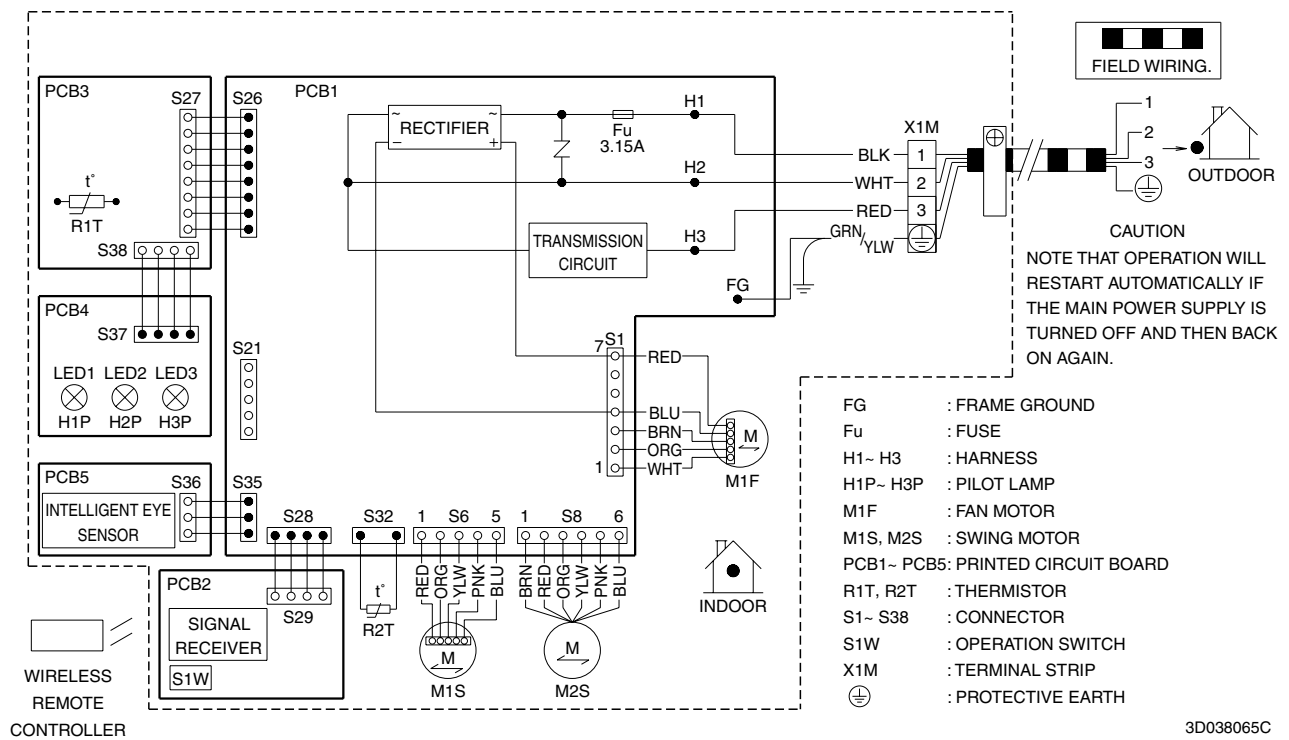 FIELD WIRING.
PCB3
S27
S26
PCB1
RECTIFIER
~
~
−
+
Fu
3.15A
H1
H2
H3
X1M
BLK
1
WHT
2
RED
3
GRN/YLW
1
2
3
OUTDOOR
t°
R1T
S38
TRANSMISSION
CIRCUIT
FG
CAUTION
NOTE THAT OPERATION WILL
RESTART AUTOMATICALLY IF
THE MAIN POWER SUPPLY IS
TURNED OFF AND THEN BACK
ON AGAIN.
PCB4
S37
LED1 LED2 LED3
H1P H2P H3P
S21
7
S1
RED
BLU
BRN
ORG
1
WHT
M
M1F
PCB5
S36
S35
INTELLIGENT EYE
SENSOR
S28
S32
1 S6 5
1 S8 6
RED
ORG
YLW
PNK
BLU
BRN
RED
ORG
YLW
PNK
BLU
PCB2
S29
SIGNAL
RECEIVER
S1W
t°
R2T
M
M1S
M
M2S
INDOOR
WIRELESS
REMOTE
CONTROLLER
FG : FRAME GROUND
Fu : FUSE
H1~ H3 : HARNESS
H1P~ H3P : PILOT LAMP
M1F : FAN MOTOR
M1S, M2S : SWING MOTOR
PCB1~ PCB5: PRINTED CIRCUIT BOARD
R1T, R2T : THERMISTOR
S1~ S38 : CONNECTOR
S1W : OPERATION SWITCH
X1M : TERMINAL STRIP
: PROTECTIVE EARTH
3D038065C